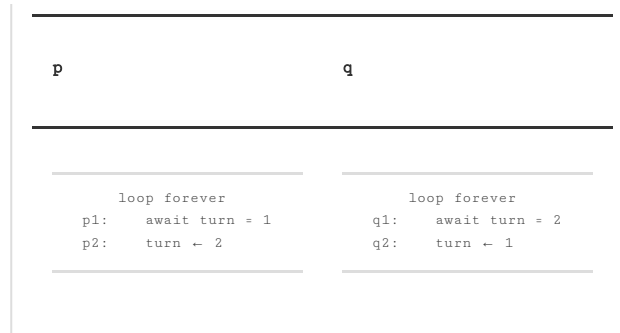 p
q
loop forever
p1: await turn = 1
p2: turn ← 2
loop forever
q1: await turn = 2
q2: turn ← 1